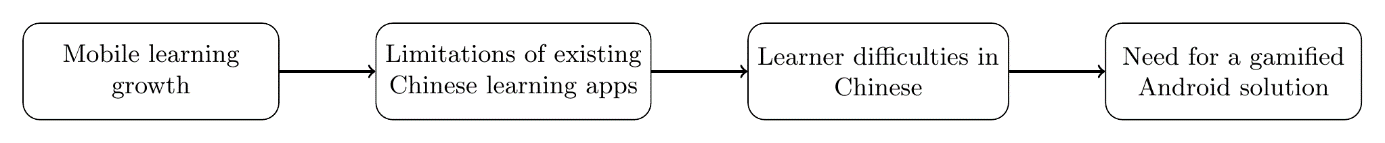 Mobile learning
growth
Limitations of existing
Chinese learning apps
Learner difficulties in
Chinese
Need for a gamified
Android solution